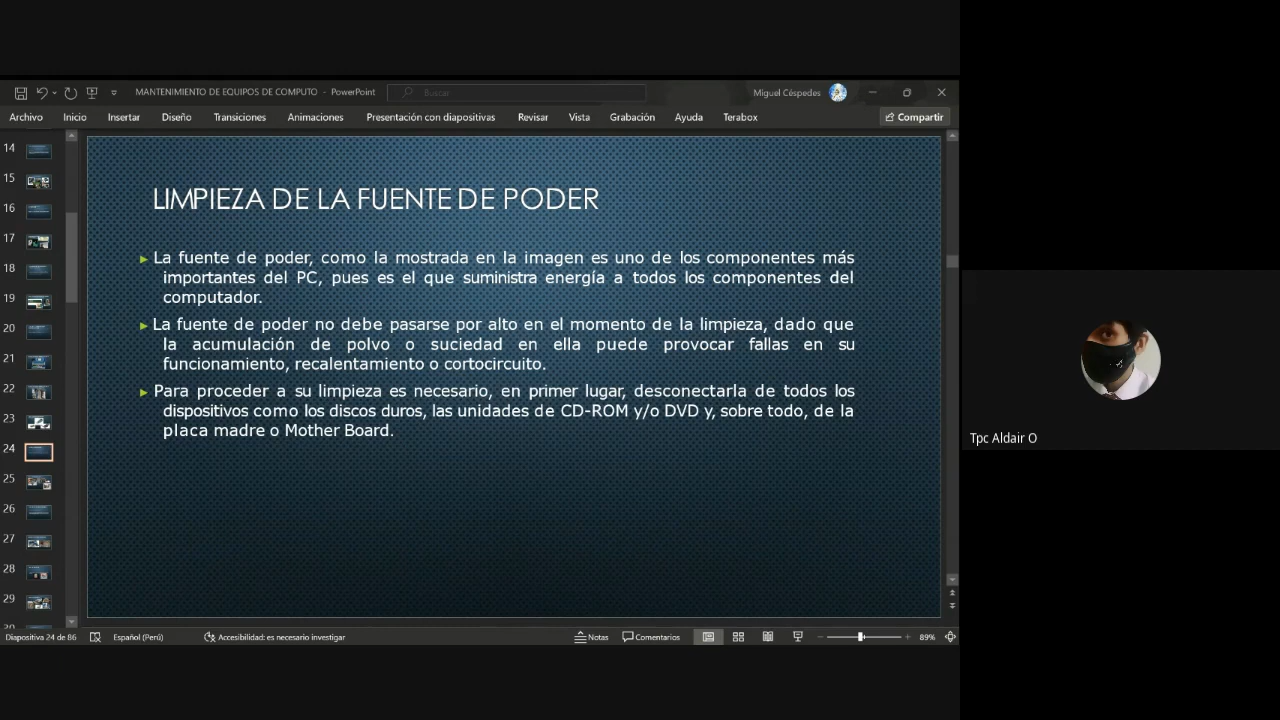 MANTENIMIENTO DE EQUIPOS DE COMPUTO - PowerPoint
Buscar
Miguel Céspedes
Archivo Inicio Insertar Diseño Transiciones Animaciones Presentación con diapositivas Revisar Vista Grabación Ayuda Terabox Compartir
14
15
16
17
18
19
20
21
22
23
24
25
26
27
28
29
30
LIMPIEZA DE LA FUENTE DE PODER
La fuente de poder, como la mostrada en la imagen es uno de los componentes más
importantes del PC, pues es el que suministra energía a todos los componentes del
computador.
La fuente de poder no debe pasarse por alto en el momento de la limpieza, dado que
la acumulación de polvo o suciedad en ella puede provocar fallas en su
funcionamiento, recalentamiento o cortocircuito.
Para proceder a su limpieza es necesario, en primer lugar, desconectarla de todos los
dispositivos como los discos duros, las unidades de CD-ROM y/o DVD y, sobre todo, de la
placa madre o Mother Board.
Tpc Aldair O
Diapositiva 24 de 86 Español (Perú) Accesibilidad: es necesario investigar Notas Comentarios 89%